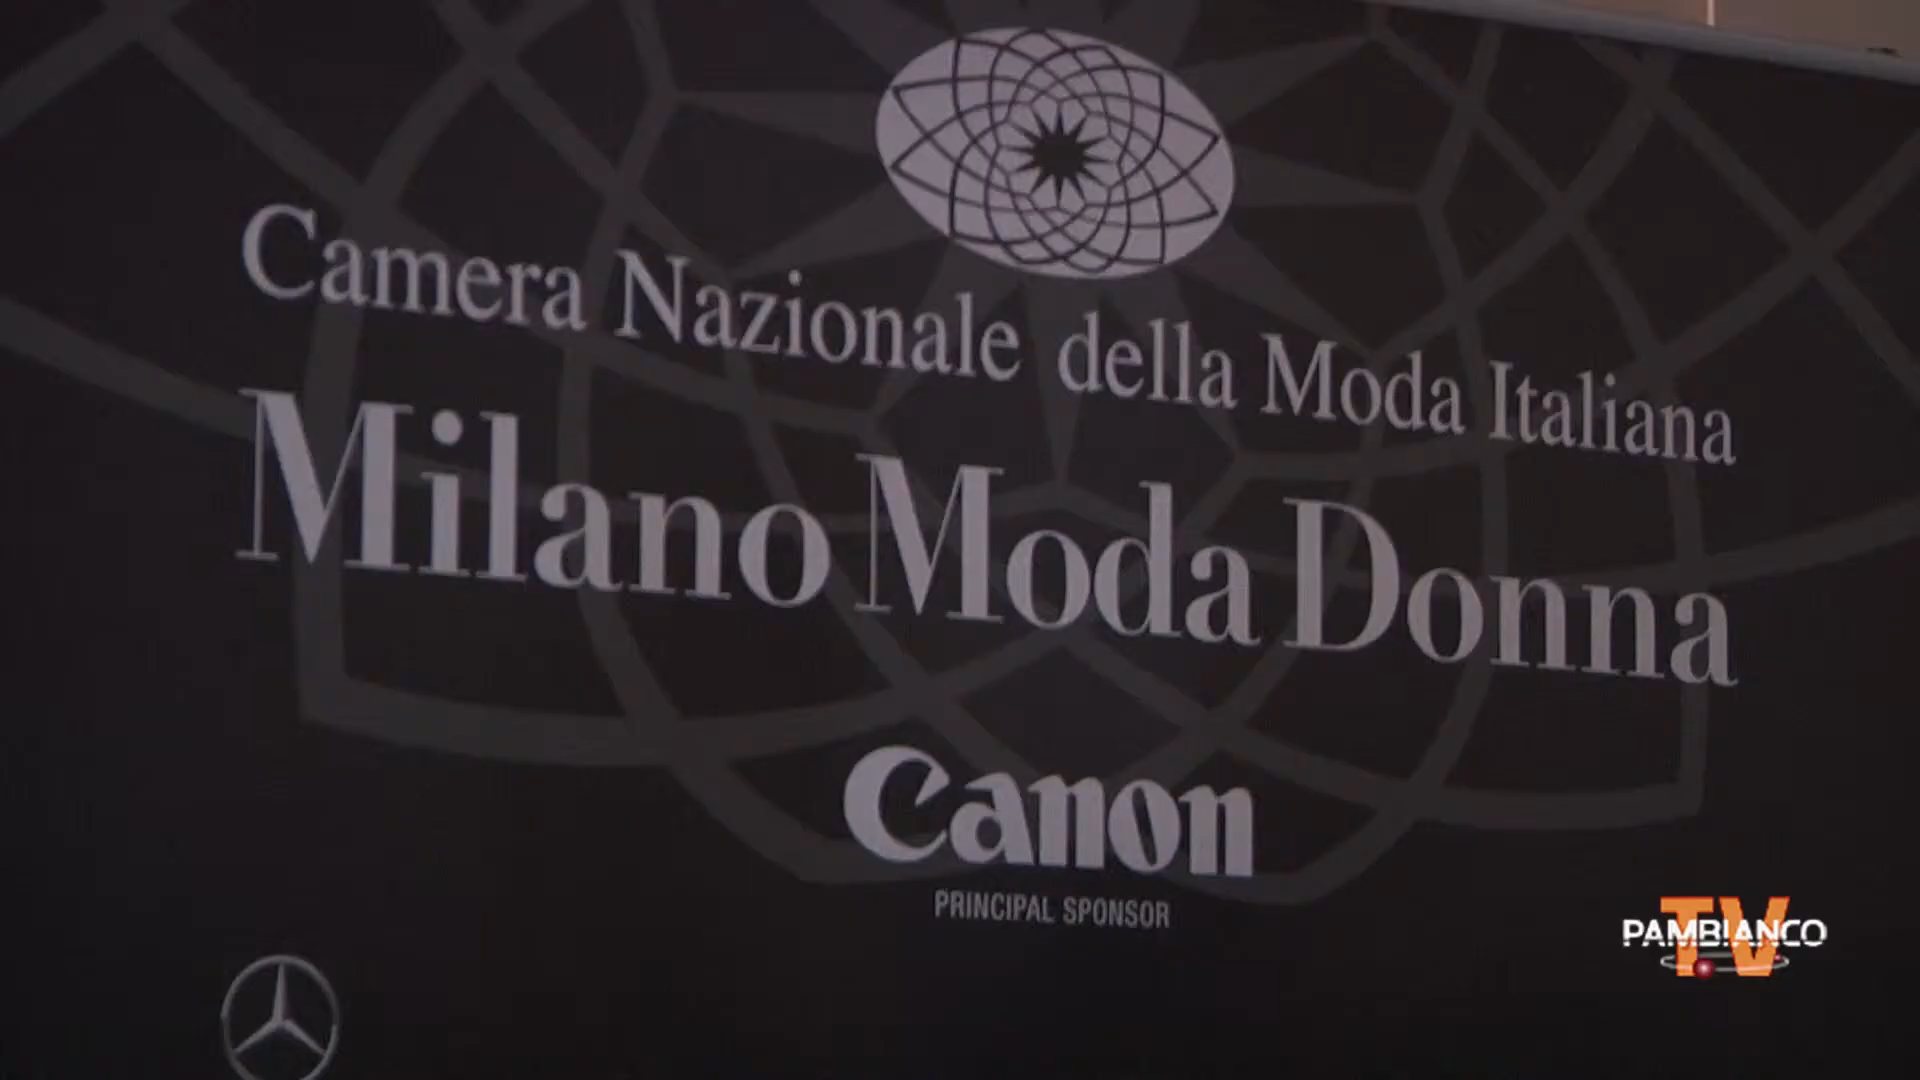 Camera Nazionale della Moda Italiana
Milano Moda Donna
Canon
PRINCIPAL SPONSOR
TV
PAMBIANCO